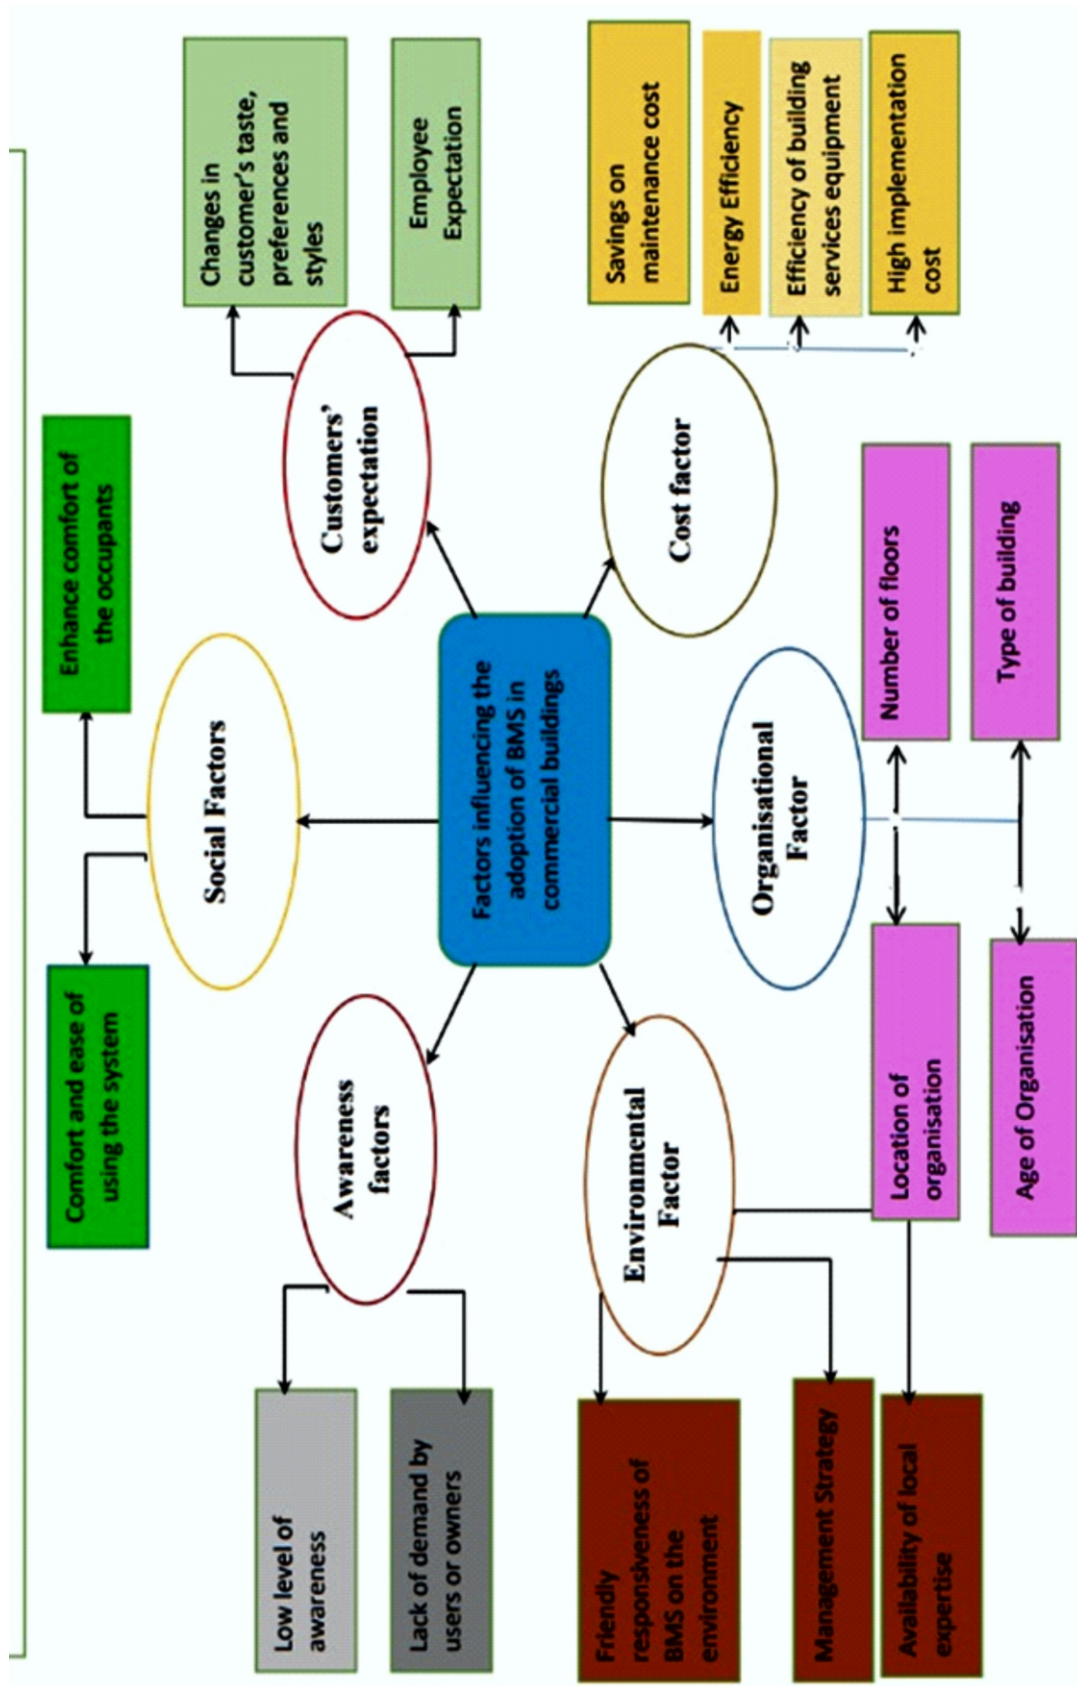 Comfort and ease of
using the system
Enhance comfort of
the occupants
Social Factors
Low level of
awareness
Lack of demand by
users or owners
Awareness
factors
Customers'
expectation
Changes in
customer's taste,
preferences and
styles
Employee
Expectation
Factors influencing the
adoption of BMS in
commercial buildings
Friendly
responsiveness of
BMS on the
environment
Management Strategy
Availability of local
expertise
Environmental
Factor
Organisational
Factor
Location of
organisation
Age of Organisation
Number of floors
Type of building
Cost factor
Savings on
maintenance cost
Energy Efficiency
Efficiency of building
services equipment
High implementation
cost